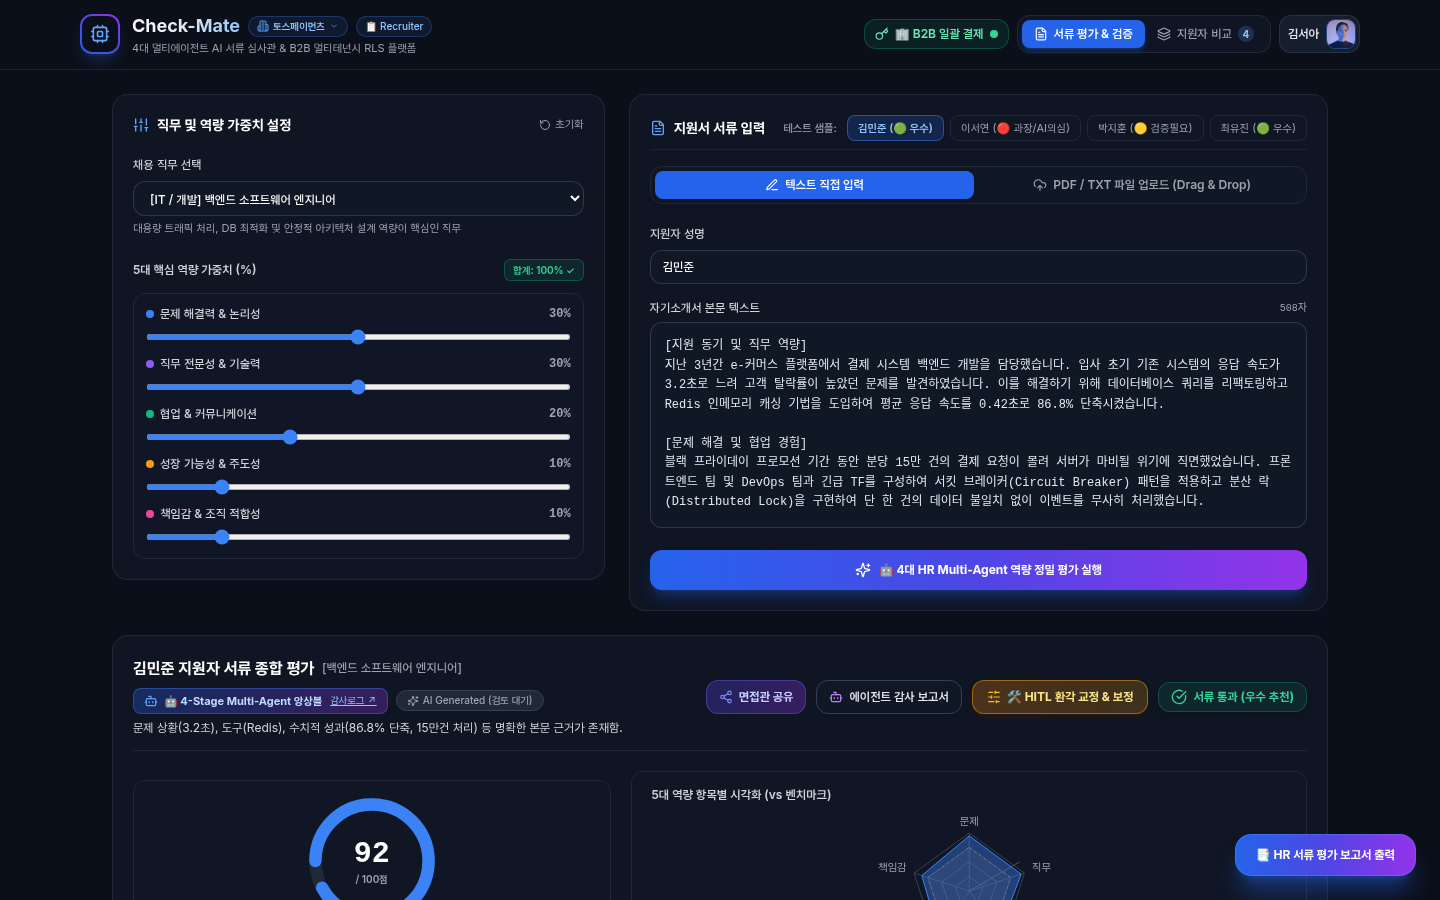 Check-Mate
토스페이먼츠
📋 Recruiter
4대 멀티에이전트 AI 서류 심사관 & B2B 멀티테넌시 RLS 플랫폼
🏢 B2B 일괄 결제
서류 평가 & 검증
지원자 비교 4
김서아
직무 및 역량 가중치 설정
초기화
채용 직무 선택
[IT / 개발] 백엔드 소프트웨어 엔지니어
대용량 트래픽 처리, DB 최적화 및 안정적 아키텍처 설계 역량이 핵심인 직무
5대 핵심 역량 가중치 (%)
합계: 100% ✓
문제 해결력 & 논리성 30%
직무 전문성 & 기술력 30%
협업 & 커뮤니케이션 20%
성장 가능성 & 주도성 10%
책임감 & 조직 적합성 10%
지원서 서류 입력
테스트 샘플:
김민준 (🟢 우수)
이서연 (🔴 과장/AI의심)
박지훈 (🟡 검증필요)
최유진 (🟢 우수)
텍스트 직접 입력
PDF / TXT 파일 업로드 (Drag & Drop)
지원자 성명
김민준
자기소개서 본문 텍스트
508자
[지원 동기 및 직무 역량]
지난 3년간 e-커머스 플랫폼에서 결제 시스템 백엔드 개발을 담당했습니다. 입사 초기 기존 시스템의 응답 속도가
3.2초로 느려 고객 탈락률이 높았던 문제를 발견하였습니다. 이를 해결하기 위해 데이터베이스 쿼리를 리팩토링하고
Redis 인메모리 캐싱 기법을 도입하여 평균 응답 속도를 0.42초로 86.8% 단축시켰습니다.
[문제 해결 및 협업 경험]
블랙 프라이데이 프로모션 기간 동안 분당 15만 건의 결제 요청이 몰려 서버가 마비될 위기에 직면했었습니다. 프론
트엔드 팀 및 DevOps 팀과 긴급 TF를 구성하여 서킷 브레이커(Circuit Breaker) 패턴을 적용하고 분산 락
(Distributed Lock)을 구현하여 단 한 건의 데이터 불일치 없이 이벤트를 무사히 처리했습니다.
🤖 4대 HR Multi-Agent 역량 정밀 평가 실행
김민준 지원자 서류 종합 평가 [백엔드 소프트웨어 엔지니어]
🤖 4-Stage Multi-Agent 앙상블 감사로그 ↗
AI Generated (검토 대기)
문제 상황(3.2초), 도구(Redis), 수치적 성과(86.8% 단축, 15만건 처리) 등 명확한 본문 근거가 존재함.
면접관 공유
에이전트 감사 보고서
🛠️ HITL 환각 교정 & 보정
서류 통과 (우수 추천)
92
/ 100점
5대 역량 항목별 시각화 (vs 벤치마크)
문제
책임감
직무
📑 HR 서류 평가 보고서 출력